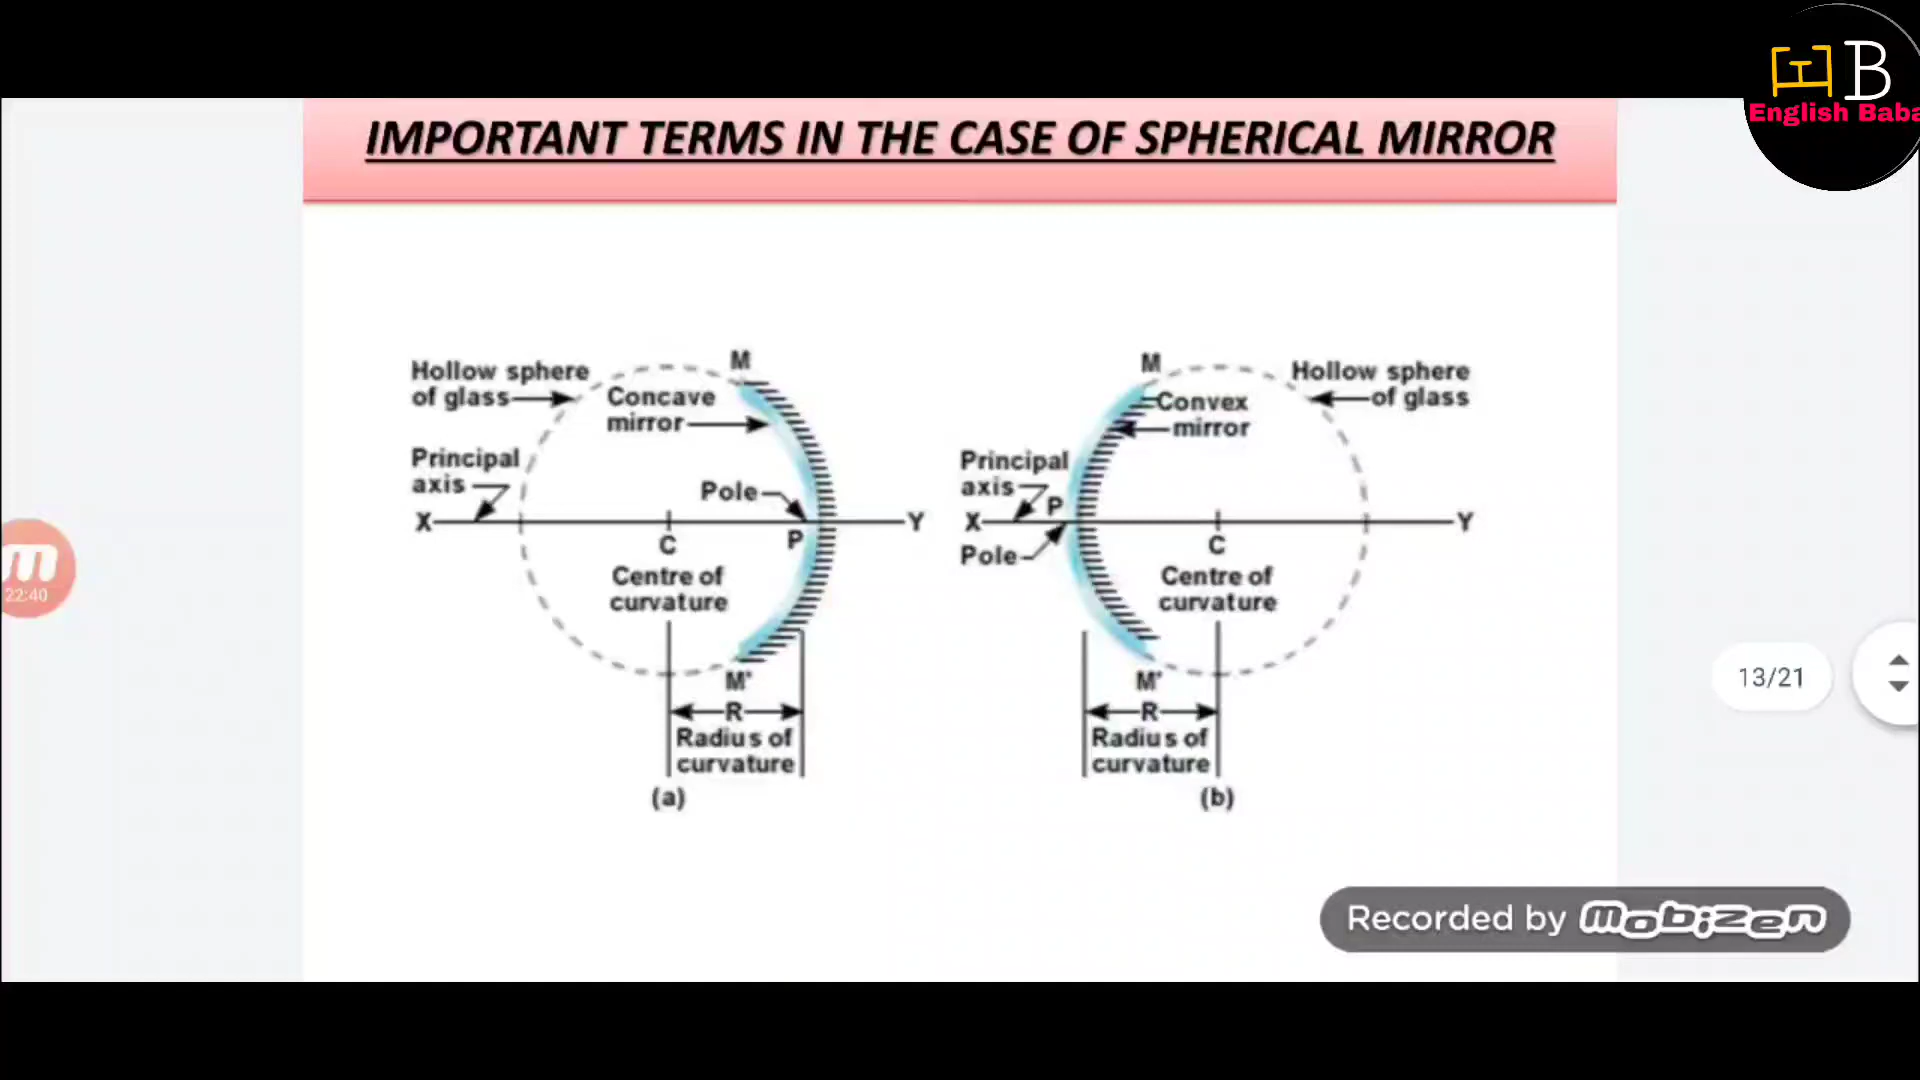 B
English Baba
IMPORTANT TERMS IN THE CASE OF SPHERICAL MIRROR
Hollow sphere
of glass
M
Concave
mirror
Principal
axis
Pole
X
Y
C
P
Centre of
curvature
M'
R
Radius of
curvature
(a)
M
Hollow sphere
of glass
Convex
mirror
Principal
axis
P
X
Y
Pole
C
Centre of
curvature
M'
R
Radius of
curvature
(b)
m
22:40
13/21
Recorded by mobizen